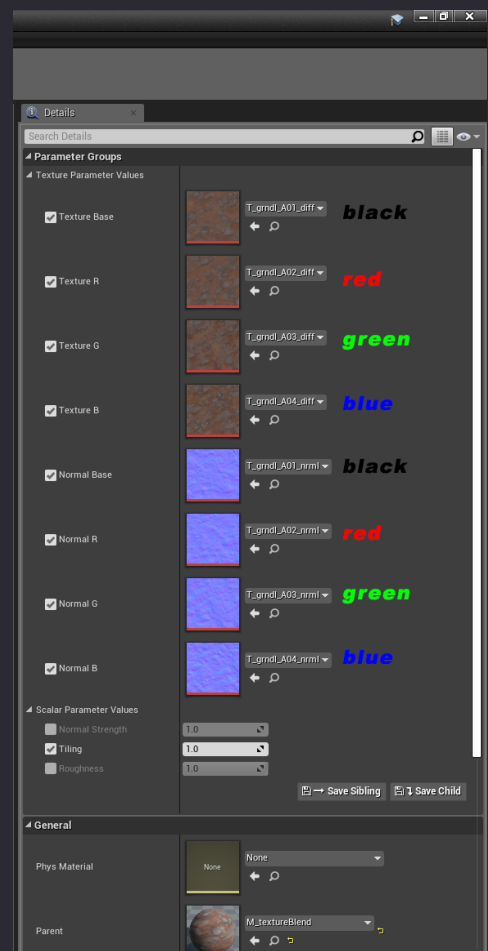 Details
Search Details
Parameter Groups
Texture Parameter Values
Texture Base
T_grndl_A01_diff
black
Texture R
T_grndl_A02_diff
red
Texture G
T_grndl_A03_diff
green
Texture B
T_grndl_A04_diff
blue
Normal Base
T_grndl_A01_nrml
black
Normal R
T_grndl_A02_nrml
red
Normal G
T_grndl_A03_nrml
green
Normal B
T_grndl_A04_nrml
blue
Scalar Parameter Values
Normal Strength
1.0
Tiling
1.0
Roughness
1.0
Save Sibling Save Child
General
Phys Material
None
None
Parent
M_textureBlend